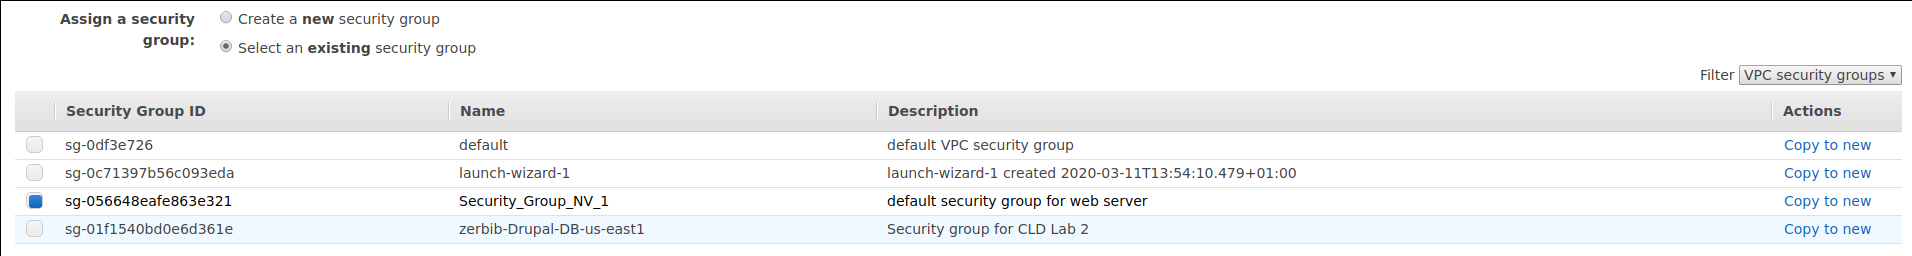 Assign a security group:
Create a new security group
Select an existing security group
Filter VPC security groups
Security Group ID Name Description Actions
sg-0df3e726 default default VPC security group Copy to new
sg-0c71397b56c093eda launch-wizard-1 launch-wizard-1 created 2020-03-11T13:54:10.479+01:00 Copy to new
sg-056648eafe863e321 Security_Group_NV_1 default security group for web server Copy to new
sg-01f1540bd0e6d361e zerbib-Drupal-DB-us-east1 Security group for CLD Lab 2 Copy to new